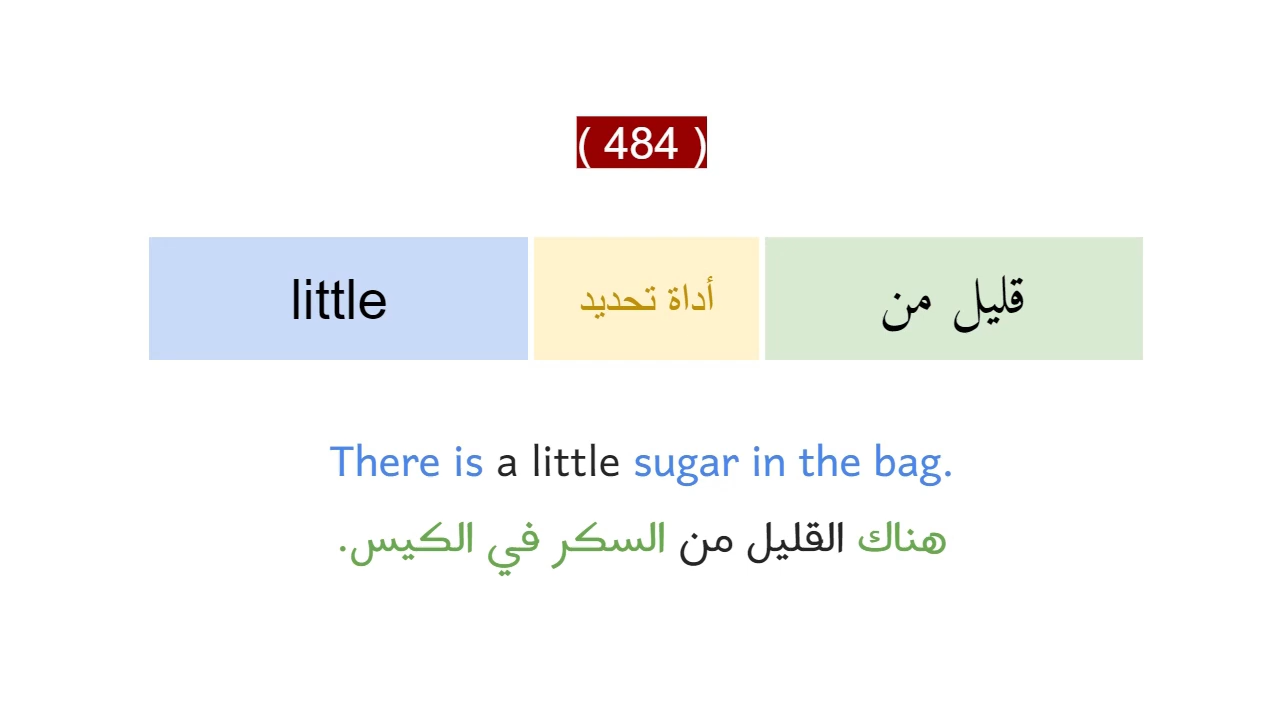 ( 484 )
little أداة تحديد قليل من
There is a little sugar in the bag.
هناك القليل من السكر في الكيس.